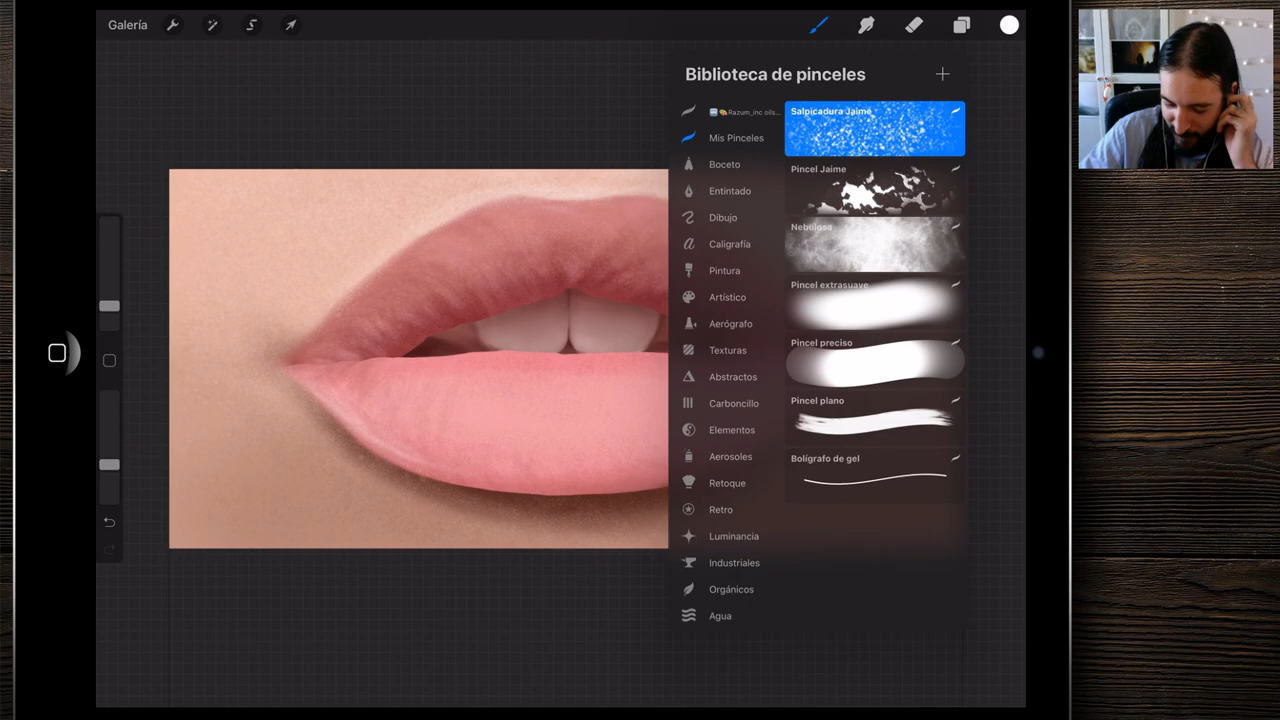 Galería
Biblioteca de pinceles
Razum_inc oils...
Mis Pinceles
Boceto
Entintado
Dibujo
Caligrafía
Pintura
Artístico
Aerógrafo
Texturas
Abstractos
Carboncillo
Elementos
Aerosoles
Retoque
Retro
Luminancia
Industriales
Orgánicos
Agua
Salpicadura Jaime
Pincel Jaime
Nebulosa
Pincel extrasuave
Pincel preciso
Pincel plano
Bolígrafo de gel